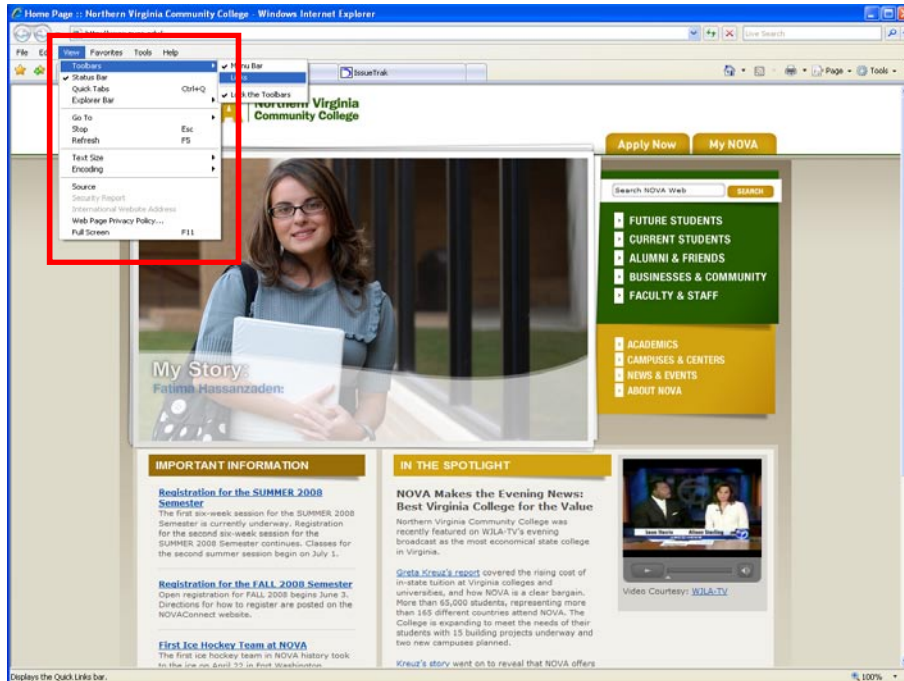 Home Page :: Northern Virginia Community College - Windows Internet Explorer
Live Search
File
View Favorites Tools Help
Page Tools
IssueTrak
Toolbars
Status Bar
Quick Tabs Ctrl+Q
Explorer Bar
Go To
Stop Esc
Refresh F5
Text Size
Encoding
Source
Security Report
International Website Address
Web Page Privacy Policy...
Full Screen F11
Menu Bar
Links
Lock the Toolbars
Northern Virginia
Community College
Apply Now My NOVA
Search NOVA Web SEARCH
FUTURE STUDENTS
CURRENT STUDENTS
ALUMNI & FRIENDS
BUSINESSES & COMMUNITY
FACULTY & STAFF
ACADEMICS
CAMPUSES & CENTERS
NEWS & EVENTS
ABOUT NOVA
My Story:
Fatima Hassanzaden:
IMPORTANT INFORMATION
Registration for the SUMMER 2008
Semester
The first six-week session for the SUMMER 2008
Semester is currently underway. Registration
for the second six-week session for the
SUMMER 2008 Semester continues. Classes for
the second summer session begin on July 1.
Registration for the FALL 2008 Semester
Open registration for FALL 2008 begins June 3.
Directions for how to register are posted on the
NOVAConnect website.
First Ice Hockey Team at NOVA
The first ice hockey team in NOVA history took
to the ice on April 22 in Fort Washington
IN THE SPOTLIGHT
NOVA Makes the Evening News:
Best Virginia College for the Value
Northern Virginia Community College was
recently featured on WJLA-TV's evening
broadcast as the most economical state college
in Virginia.
Greta Kreuz's report covered the rising cost of
in-state tuition at Virginia colleges and
universities, and how NOVA is a clear bargain.
More than 65,000 students, representing more
than 165 different countries attend NOVA. The
College is expanding to meet the needs of their
students with 15 building projects underway and
two new campuses planned.
Kreuz's story went on to reveal that NOVA offers
Leon Harris Alison Starling
Video Courtesy: WJLA-TV
Displays the Quick Links bar.
100%